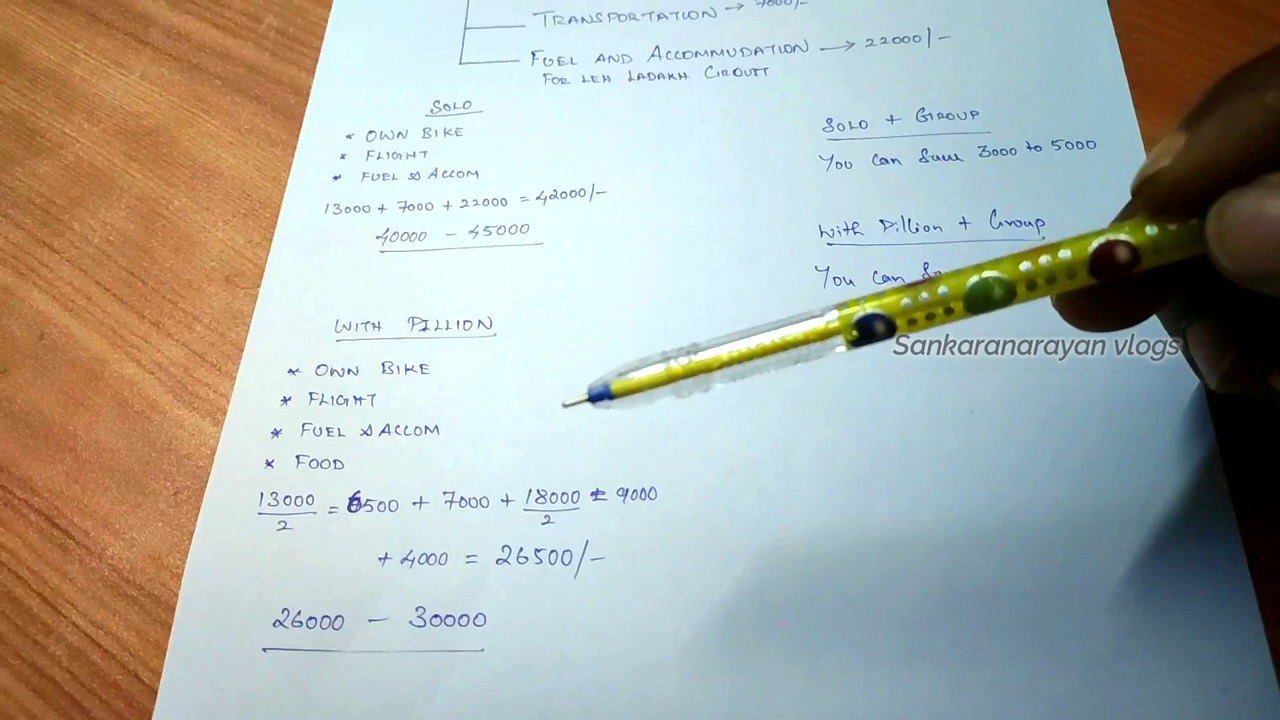 TRANSPORTATION → 7000/-
FUEL AND ACCOMMUDATION → 22000/-
FOR LEH LADAKH CIRCUIT
SOLO
* OWN BIKE
* FLIGHT
* FUEL & ACCOM
13000 + 7000 + 22000 = 42000/-
40000 - 45000
SOLO + GROUP
You can Save 3000 to 5000
With Pillion + Group
You can
WITH PILLION
* OWN BIKE
* FLIGHT
* FUEL & ACCOM
* FOOD
13000/2 = 6500 + 7000 + 18000/2 = 9000
+ 4000 = 26500/-
26000 - 30000
Sankaranarayan vlogs